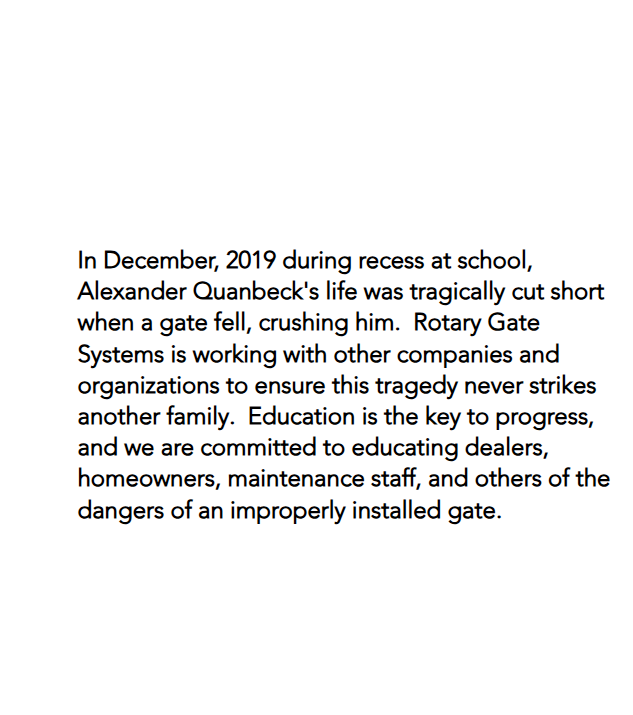 In December, 2019 during recess at school,
Alexander Quanbeck's life was tragically cut short
when a gate fell, crushing him.  Rotary Gate
Systems is working with other companies and
organizations to ensure this tragedy never strikes
another family.  Education is the key to progress,
and we are committed to educating dealers,
homeowners, maintenance staff, and others of the
dangers of an improperly installed gate.